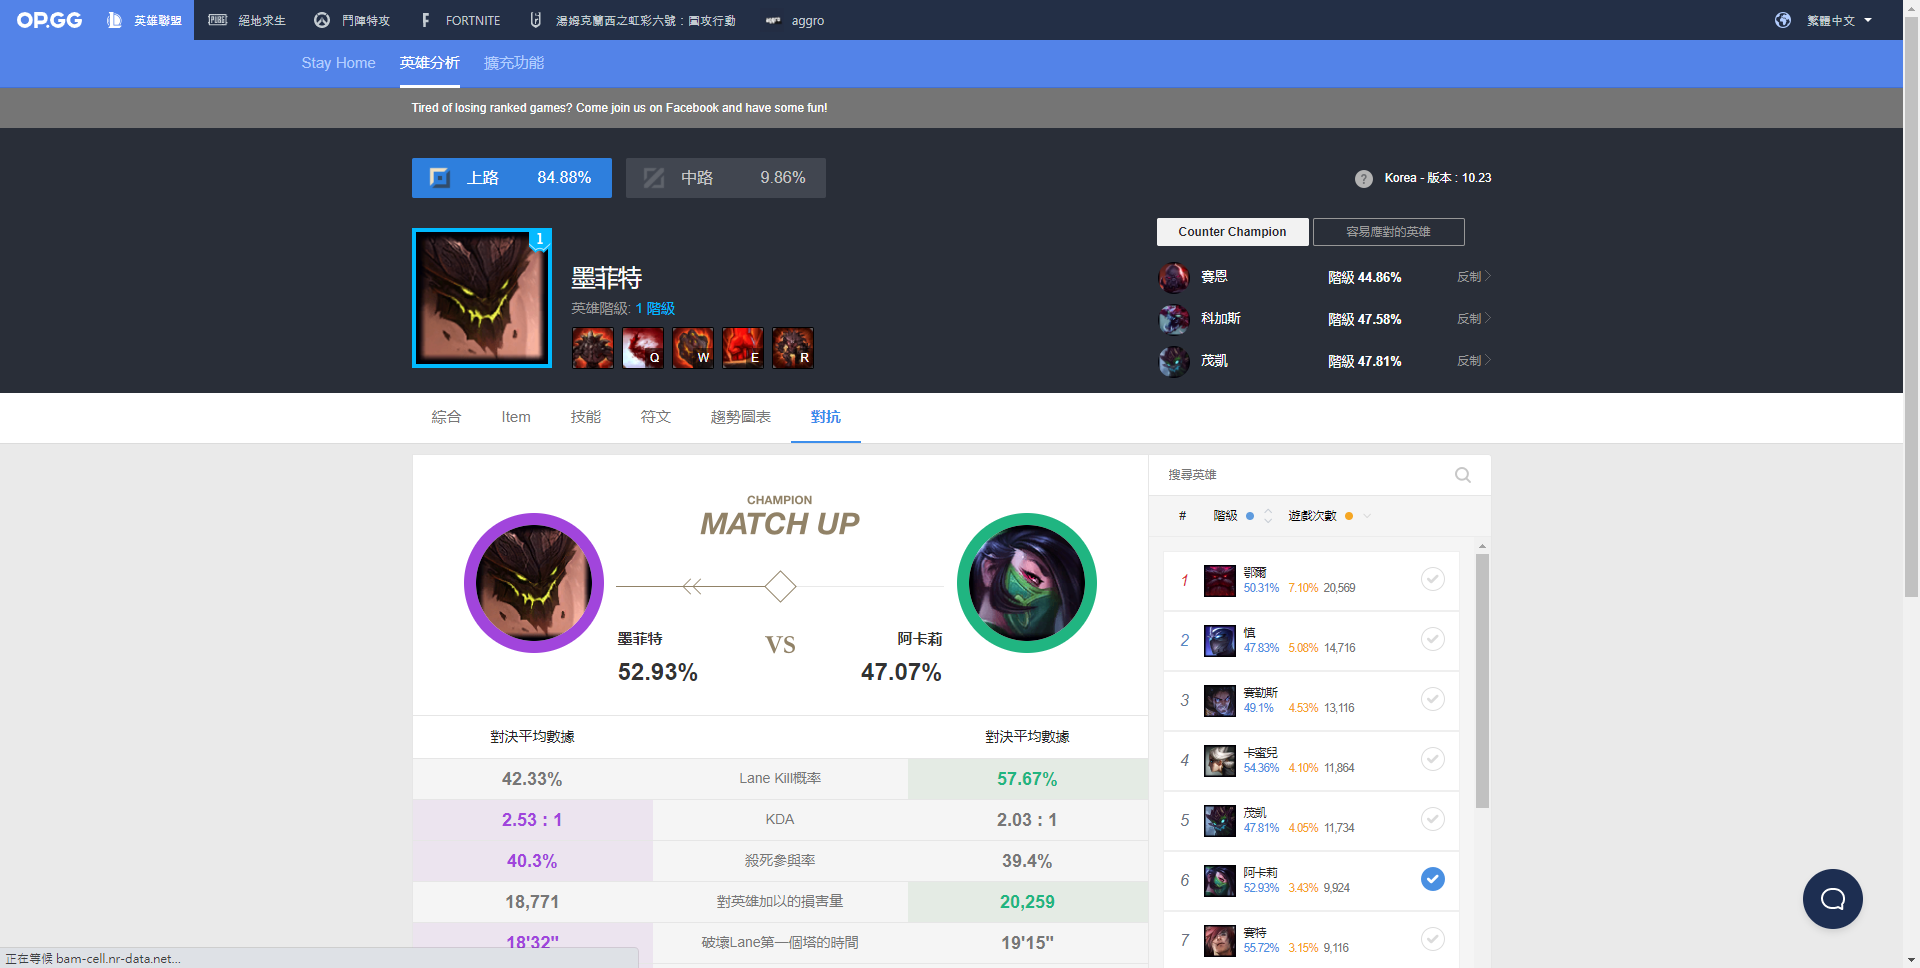 OP.GG 英雄聯盟 絕地求生 鬥陣特攻 FORTNITE 湯姆克蘭西之虹彩六號：圍攻行動 aggro 繁體中文
Stay Home 英雄分析 擴充功能
Tired of losing ranked games? Come join us on Facebook and have some fun!
上路 84.88% 中路 9.86%
? Korea - 版本 : 10.23
1
墨菲特
英雄階級: 1 階級
Q W E R
Counter Champion 容易應對的英雄
賽恩 階級 44.86% 反制
科加斯 階級 47.58% 反制
茂凱 階級 47.81% 反制
綜合 Item 技能 符文 趨勢圖表 對抗
CHAMPION
MATCH UP
墨菲特 VS 阿卡莉
52.93% 47.07%
對決平均數據 對決平均數據
42.33% Lane Kill概率 57.67%
2.53 : 1 KDA 2.03 : 1
40.3% 殺死參與率 39.4%
18,771 對英雄加以的損害量 20,259
18'32'' 破壞Lane第一個塔的時間 19'15''
搜尋英雄
# 階級 遊戲次數
1 鄂爾
50.31% 7.10% 20,569
2 慎
47.83% 5.08% 14,716
3 賽勒斯
49.1% 4.53% 13,116
4 卡蜜兒
54.36% 4.10% 11,864
5 茂凱
47.81% 4.05% 11,734
6 阿卡莉
52.93% 3.43% 9,924
7 賽特
55.72% 3.15% 9,116
正在等候 bam-cell.nr-data.net...